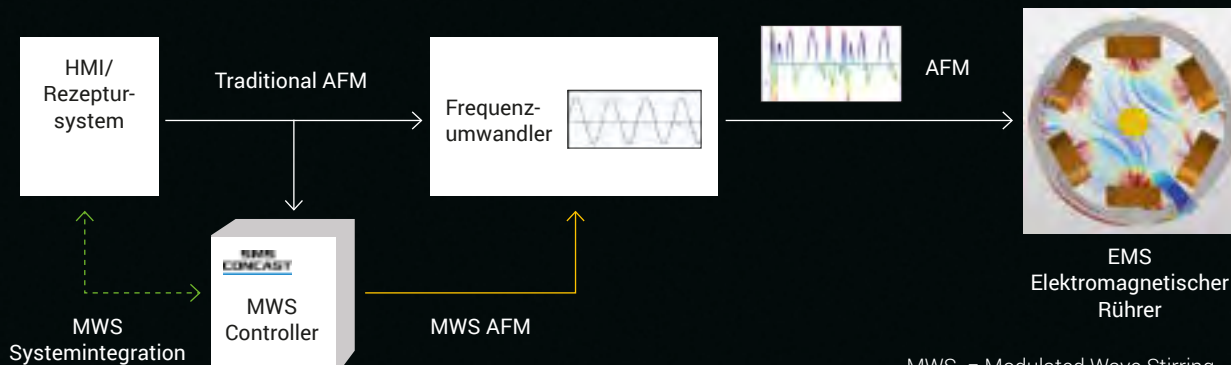 HMI/
Rezeptur-
system
Traditional AFM
Frequenz-
umwandler
AFM
EMS
Elektromagnetischer
Rührer
SMS
CONCAST
MWS
Controller
MWS
Systemintegration
MWS AFM
MWS = Modulated Wave Stirring